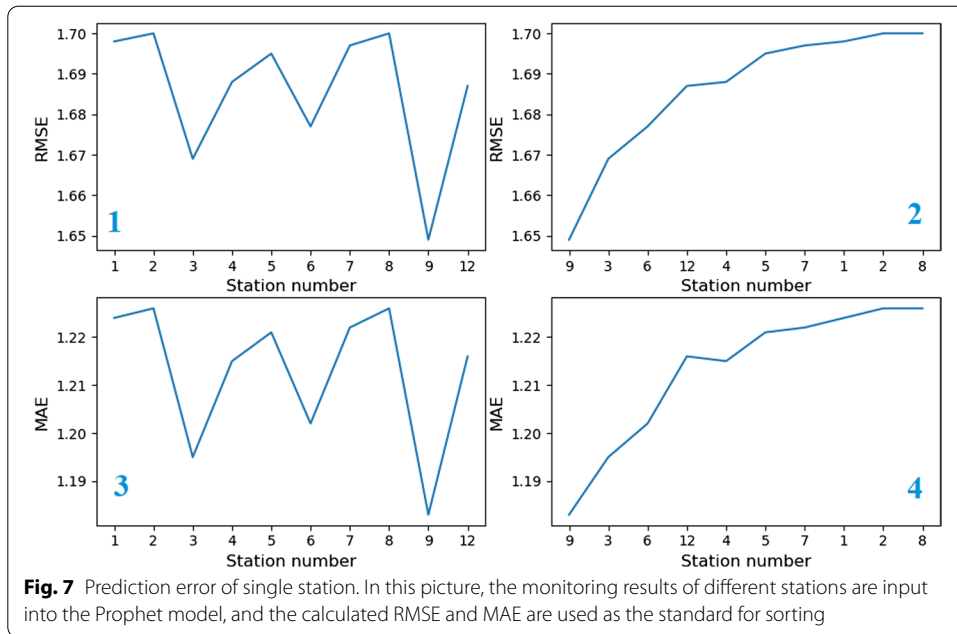 1.70
1.69
1.68
1.67
1.66
1.65
RMSE
1
1 2 3 4 5 6 7 8 9 12
Station number
1.70
1.69
1.68
1.67
1.66
1.65
RMSE
2
9 3 6 12 4 5 7 1 2 8
Station number
1.22
1.21
1.20
1.19
MAE
3
1 2 3 4 5 6 7 8 9 12
Station number
1.22
1.21
1.20
1.19
MAE
4
9 3 6 12 4 5 7 1 2 8
Station number
Fig. 7 Prediction error of single station. In this picture, the monitoring results of different stations are input
into the Prophet model, and the calculated RMSE and MAE are used as the standard for sorting